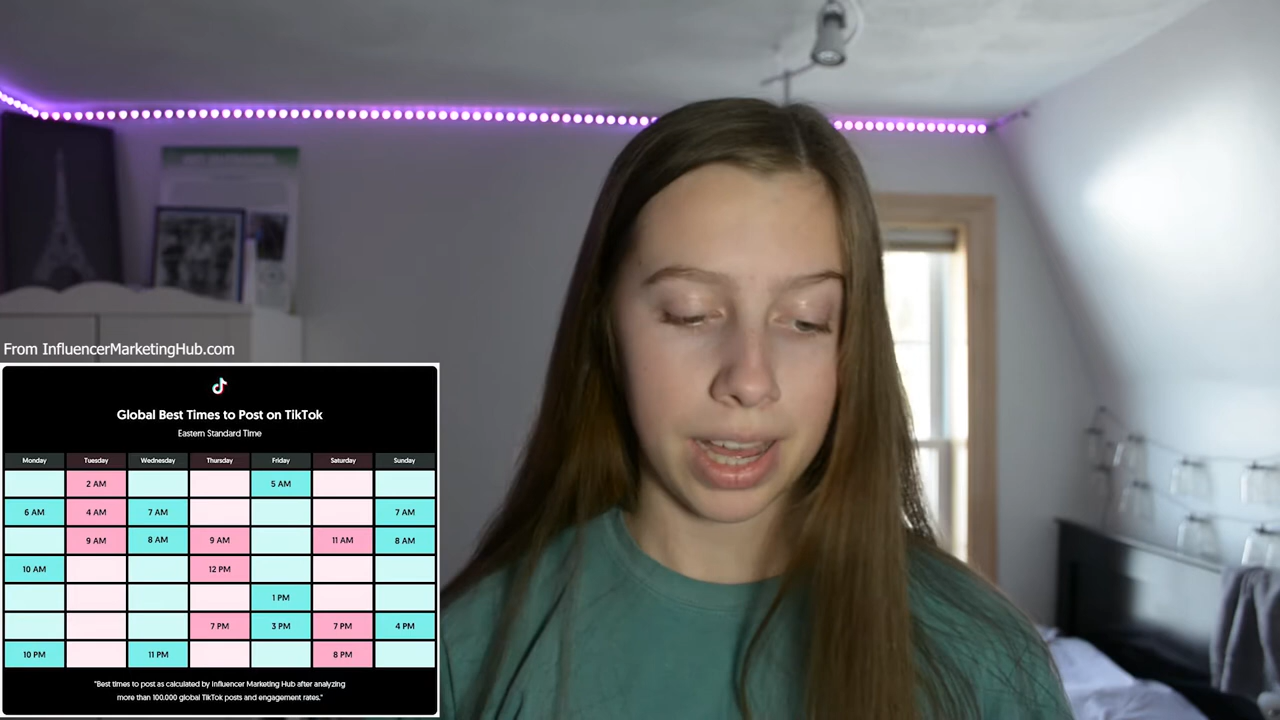 From InfluencerMarketingHub.com
Global Best Times to Post on TikTok
Eastern Standard Time
Monday Tuesday Wednesday Thursday Friday Saturday Sunday
2 AM 5 AM
6 AM 4 AM 7 AM 7 AM
9 AM 8 AM 9 AM 11 AM 8 AM
10 AM 12 PM
1 PM
7 PM 3 PM 7 PM 4 PM
10 PM 11 PM 8 PM
"Best times to post as calculated by Influencer Marketing Hub after analyzing
more than 100.000 global TikTok posts and engagement rates."